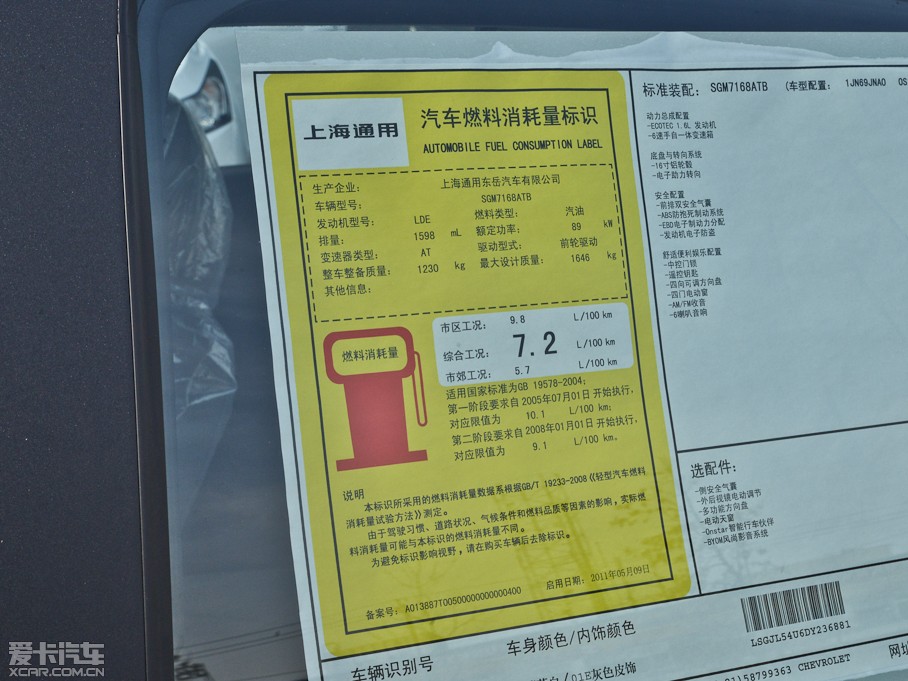 上海通用
汽车燃料消耗量标识
AUTOMOBILE FUEL CONSUMPTION LABEL
生产企业: 上海通用东岳汽车有限公司
车辆型号: SGM7168ATB
发动机型号: LDE 燃料类型: 汽油
排量: 1598 mL 额定功率: 89 kW
变速器类型: AT 驱动型式: 前轮驱动
整车整备质量: 1230 kg 最大设计质量: 1646 kg
其他信息:
燃料消耗量
市区工况: 9.8 L/100 km
综合工况: 7.2 L/100 km
市郊工况: 5.7 L/100 km
适用国家标准为GB 19578-2004;
第一阶段要求自 2005年07月01日 开始执行,
对应限值为 10.1 L/100 km;
第二阶段要求自 2008年01月01日 开始执行,
对应限值为 9.1 L/100 km。
说明
本标识所采用的燃料消耗量数据系根据GB/T 19233-2008《轻型汽车燃料
消耗量试验方法》测定。
由于驾驶习惯、道路状况、气候条件和燃料品质等因素的影响,实际燃
料消耗量可能与本标识的燃料消耗量不同。
为避免标识影响视野,请在购买车辆后去除标识。
备案号: A013887T00500000000000400 启用日期: 2011年05月09日
标准装配: SGM7168ATB (车型配置: 1JN69JNA0 0S
动力总成配置
-ECOTEC 1.6L 发动机
-6速手自一体变速箱
底盘与转向系统
-16寸铝轮毂
-电子助力转向
安全配置
-前排双安全气囊
-ABS防抱死制动系统
-EBD电子制动力分配
-发动机电子防盗
舒适便利娱乐配置
-中控门锁
-遥控钥匙
-四向可调方向盘
-四门电动窗
-AM/FM收音
-6喇叭音响
选配件:
-侧安全气囊
-外后视镜电动调节
-多功能方向盘
-电动天窗
-Onstar智能行车伙伴
-BYOM风尚影音系统
LSGJL54U6DY236881
车辆识别号 车身颜色/内饰颜色
/01E灰色皮饰
1)58799363 CHEVROLET 网址
爱卡汽车
XCAR.COM.CN